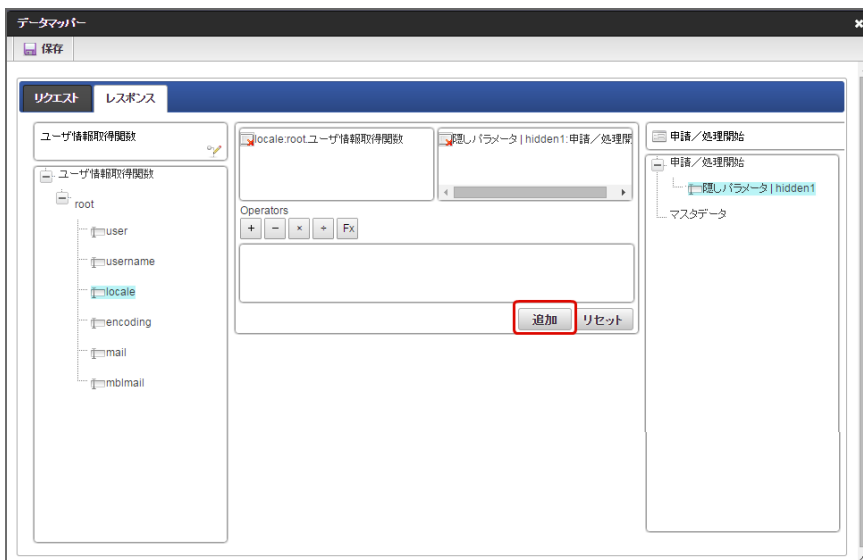 データマッパー
保存
リクエスト レスポンス
ユーザ情報取得関数
ユーザ情報取得関数
root
user
username
locale
encoding
mail
mblmail
locale:root.ユーザ情報取得関数
隠しパラメータ | hidden1:申請／処理開
Operators
+ − × ÷ Fx
追加 リセット
申請／処理開始
申請／処理開始
隠しパラメータ | hidden1
マスタデータ